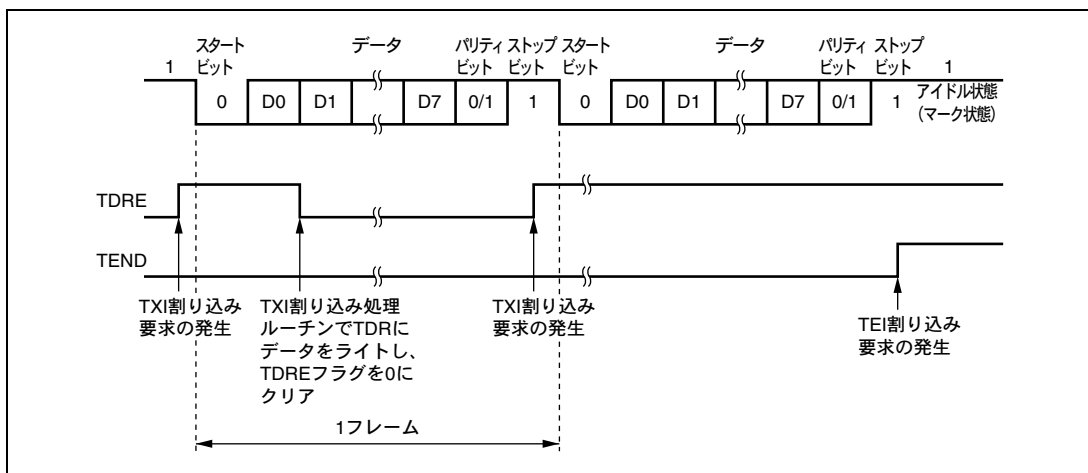 スタート データ パリティ ストップ スタート データ パリティ ストップ
1 ビット ビット ビット ビット ビット ビット 1
0 D0 D1 D7 0/1 1 0 D0 D1 D7 0/1 1 アイドル状態
(マーク状態)
TDRE
TEND
TXI割り込み
要求の発生
TXI割り込み処理
ルーチンでTDRに
データをライトし、
TDREフラグを0に
クリア
TXI割り込み
要求の発生
TEI割り込み
要求の発生
1フレーム